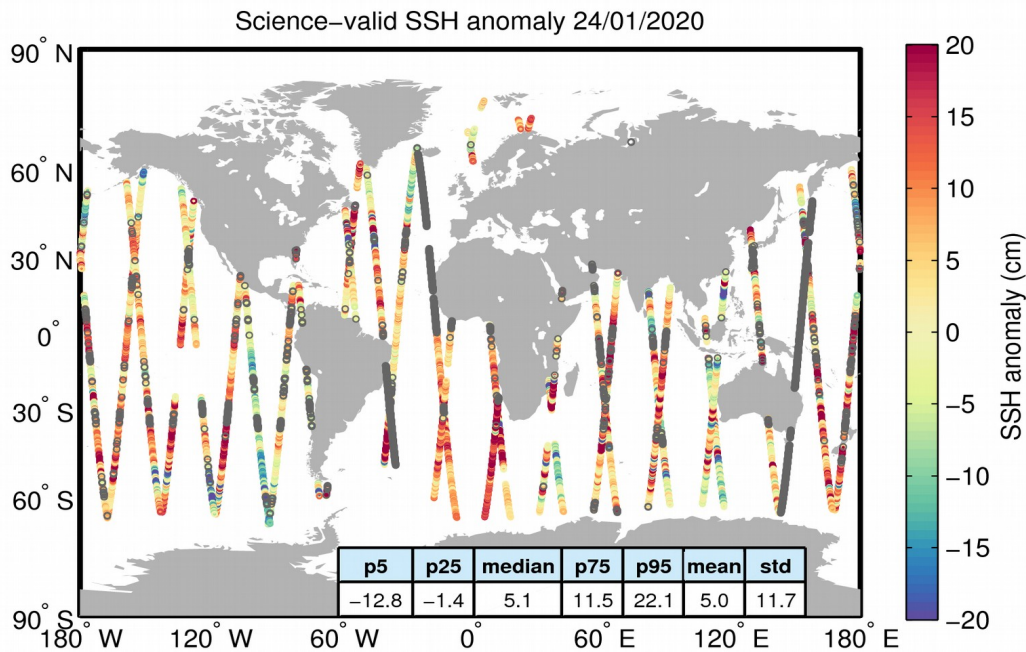 Science−valid SSH anomaly 24/01/2020
90° N
60° N
30° N
0°
30° S
60° S
90° S
180° W
120° W
60° W
0°
60° E
120° E
180° E
p5 p25 median p75 p95 mean std
−12.8 −1.4 5.1 11.5 22.1 5.0 11.7
20
15
10
5
0
−5
−10
−15
−20
SSH anomaly (cm)